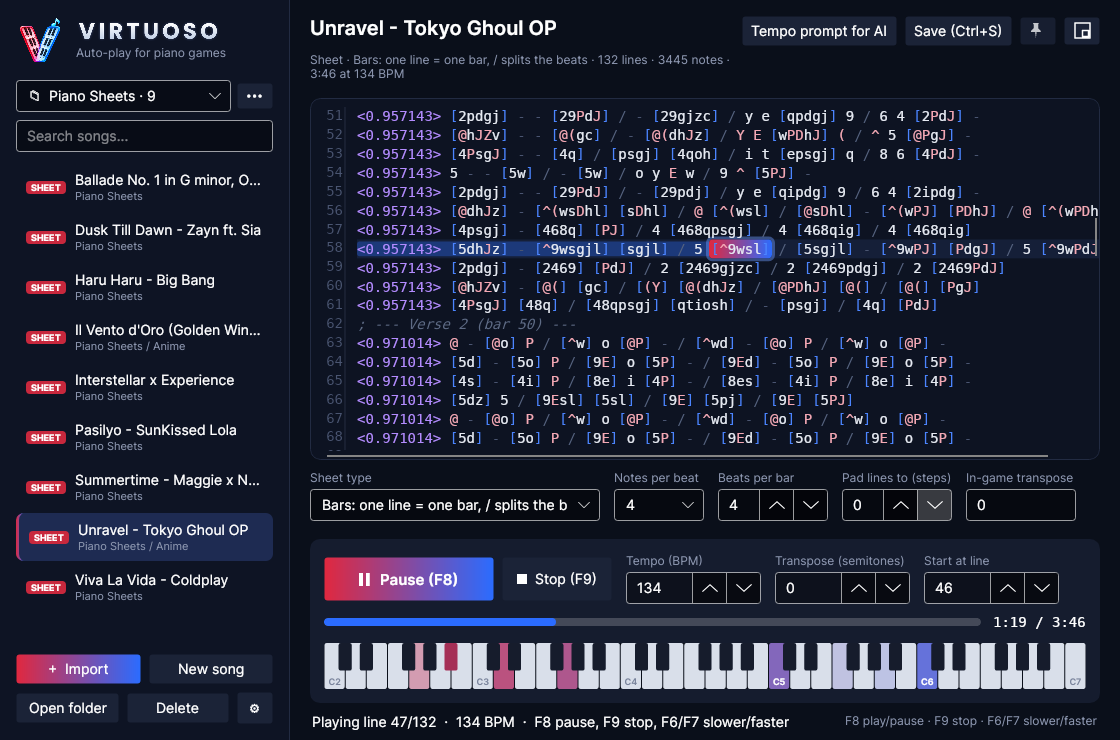 VIRTUOSO
Auto-play for piano games
Piano Sheets · 9
•••
Search songs...
SHEET
Ballade No. 1 in G minor, O...
Piano Sheets
SHEET
Dusk Till Dawn - Zayn ft. Sia
Piano Sheets
SHEET
Haru Haru - Big Bang
Piano Sheets
SHEET
Il Vento d'Oro (Golden Win...
Piano Sheets / Anime
SHEET
Interstellar x Experience
Piano Sheets
SHEET
Pasilyo - SunKissed Lola
Piano Sheets
SHEET
Summertime - Maggie x N...
Piano Sheets
SHEET
Unravel - Tokyo Ghoul OP
Piano Sheets / Anime
SHEET
Viva La Vida - Coldplay
Piano Sheets
+ Import
New song
Open folder
Delete
Unravel - Tokyo Ghoul OP
Tempo prompt for AI
Save (Ctrl+S)
Sheet · Bars: one line = one bar, / splits the beats · 132 lines · 3445 notes ·
3:46 at 134 BPM
51 <0.957143> [2pdgj] - - [29PdJ] / - [29gjzc] / y e [qpdgj] 9 / 6 4 [2PdJ] -
52 <0.957143> [@hJZv] - - [@(gc] / - [@(dhJz] / Y E [wPDhJ] ( / ^ 5 [@PgJ] -
53 <0.957143> [4PsgJ] - - [4q] / [psgj] [4qoh] / i t [epsgj] q / 8 6 [4PdJ] -
54 <0.957143> 5 - - [5w] / - [5w] / o y E w / 9 ^ [5PJ] -
55 <0.957143> [2pdgj] - - [29PdJ] / - [29pdj] / y e [qipdg] 9 / 6 4 [2ipdg] -
56 <0.957143> [@dhJz] - [^(wsDhl] [sDhl] / @ [^(wsl] / [@sDhl] - [^(wPJ] [PDhJ] / @ [^(wPDh
57 <0.957143> [4psgj] - [468q] [PJ] / 4 [468qpsgj] / 4 [468qig] / 4 [468qig]
58 <0.957143> [5dhJz] - [^9wsgjl] [sgjl] / 5 [^9wsl] / [5sgjl] - [^9wPJ] [PdgJ] / 5 [^9wPdJ
59 <0.957143> [2pdgj] - [2469] [PdJ] / 2 [2469gjzc] / 2 [2469pdgj] / 2 [2469PdJ]
60 <0.957143> [@hJZv] - [@(] [gc] / [(Y] [@(dhJz] / [@PDhJ] [@(] / [@(] [PgJ]
61 <0.957143> [4PsgJ] [48q] / [48qpsgj] [qtiosh] / - [psgj] / [4q] [PdJ]
62 ; --- Verse 2 (bar 50) ---
63 <0.971014> @ - [@o] P / [^w] o [@P] - / [^wd] - [@o] P / [^w] o [@P] -
64 <0.971014> [5d] - [5o] P / [9E] o [5P] - / [9Ed] - [5o] P / [9E] o [5P] -
65 <0.971014> [4s] - [4i] P / [8e] i [4P] - / [8es] - [4i] P / [8e] i [4P] -
66 <0.971014> [5dz] 5 / [9Esl] [5sl] / [9E] [5pj] / [9E] [5PJ]
67 <0.971014> @ - [@o] P / [^w] o [@P] - / [^wd] - [@o] P / [^w] o [@P] -
68 <0.971014> [5d] - [5o] P / [9E] o [5P] - / [9Ed] - [5o] P / [9E] o [5P] -
Sheet type
Notes per beat
Beats per bar
Pad lines to (steps)
In-game transpose
Bars: one line = one bar, / splits the b
4
4
0
0
Pause (F8)
Stop (F9)
Tempo (BPM)
Transpose (semitones)
Start at line
134
0
46
1:19 / 3:46
C2 C3 C4 C5 C6 C7
Playing line 47/132 · 134 BPM · F8 pause, F9 stop, F6/F7 slower/faster
F8 play/pause · F9 stop · F6/F7 slower/faster